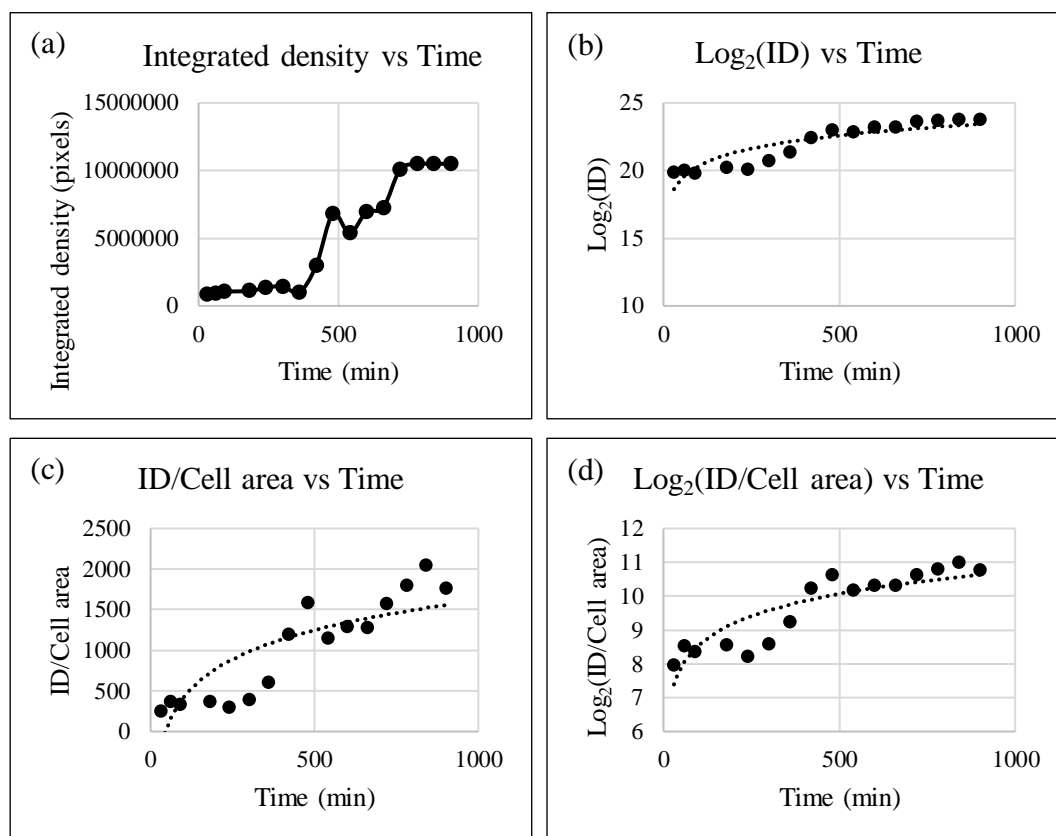 (a)
Integrated density vs Time
15000000
10000000
5000000
0
0 500 1000
Integrated density (pixels)
Time (min)
(b)
Log₂(ID) vs Time
25
20
15
10
0 500 1000
Log₂(ID)
Time (min)
(c)
ID/Cell area vs Time
2500
2000
1500
1000
500
0
0 500 1000
ID/Cell area
Time (min)
(d)
Log₂(ID/Cell area) vs Time
12
11
10
9
8
7
6
0 500 1000
Log₂(ID/Cell area)
Time (min)